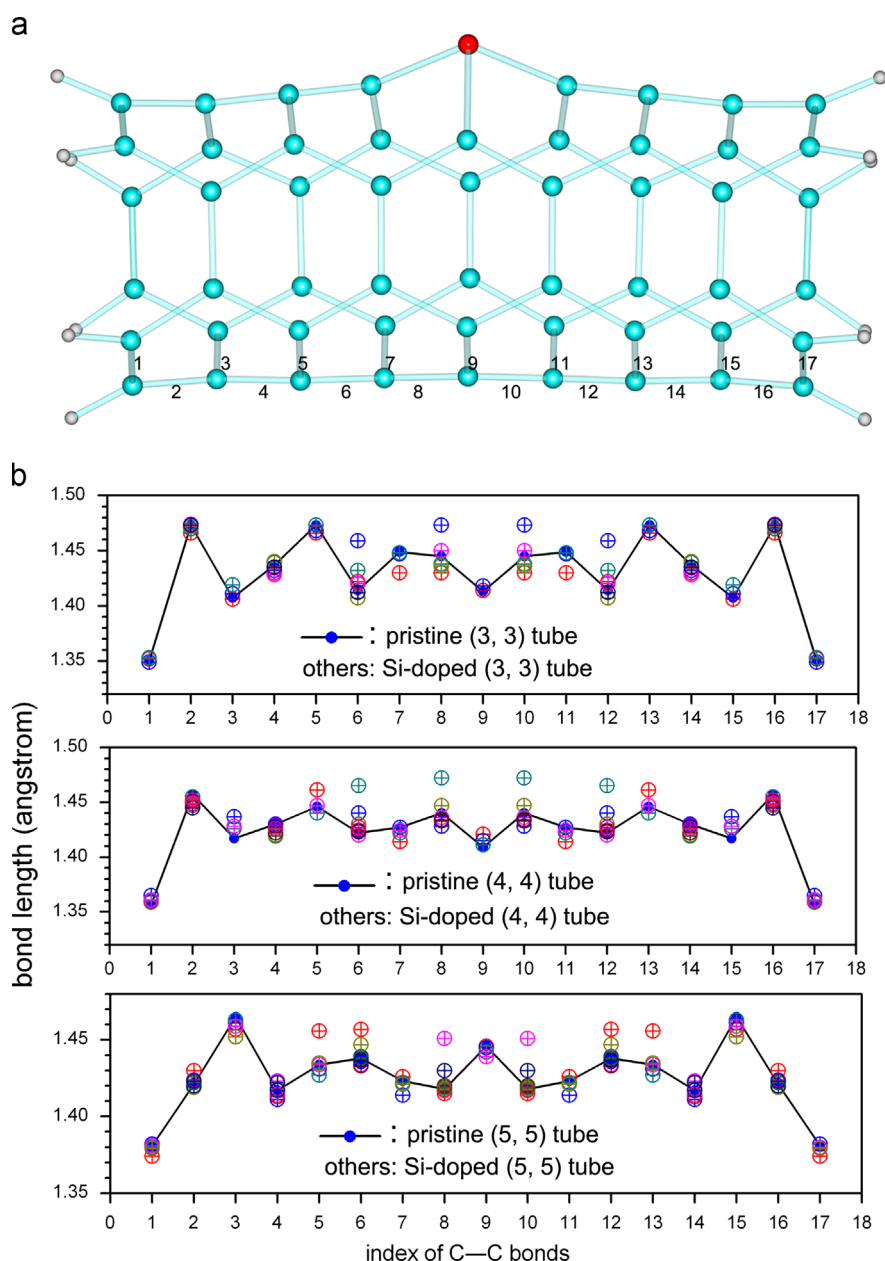 a
1 3 5 7 9 11 13 15 17
2 4 6 8 10 12 14 16
b
bond length (angstrom)
1.50
1.45
1.40
1.35
: pristine (3, 3) tube
others: Si-doped (3, 3) tube
0 1 2 3 4 5 6 7 8 9 10 11 12 13 14 15 16 17 18
1.50
1.45
1.40
1.35
: pristine (4, 4) tube
others: Si-doped (4, 4) tube
0 1 2 3 4 5 6 7 8 9 10 11 12 13 14 15 16 17 18
1.45
1.40
1.35
: pristine (5, 5) tube
others: Si-doped (5, 5) tube
0 1 2 3 4 5 6 7 8 9 10 11 12 13 14 15 16 17 18
index of C—C bonds